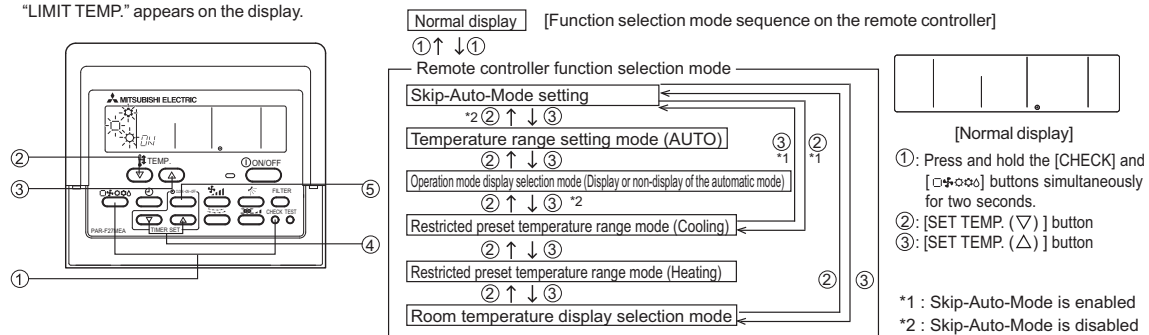 “LIMIT TEMP.” appears on the display.
Normal display [Function selection mode sequence on the remote controller]
①↑ ↓①
Remote controller function selection mode
Skip-Auto-Mode setting
*2 ② ↑ ↓ ③
Temperature range setting mode (AUTO)
② ↑ ↓ ③
Operation mode display selection mode (Display or non-display of the automatic mode)
② ↑ ↓ ③ *2
Restricted preset temperature range mode (Cooling)
② ↑ ↓ ③
Restricted preset temperature range mode (Heating)
② ↑ ↓ ③
Room temperature display selection mode
③ ②
*1 *1
② ③
MITSUBISHI ELECTRIC
ON
TEMP.
ON/OFF
FILTER
CHECK TEST
PAR-F27MEA
TIMER SET
②
③
①
⑤
④
[Normal display]
①: Press and hold the [CHECK] and
[ ] buttons simultaneously
for two seconds.
②: [SET TEMP. (▽) ] button
③: [SET TEMP. (△) ] button
*1 : Skip-Auto-Mode is enabled
*2 : Skip-Auto-Mode is disabled